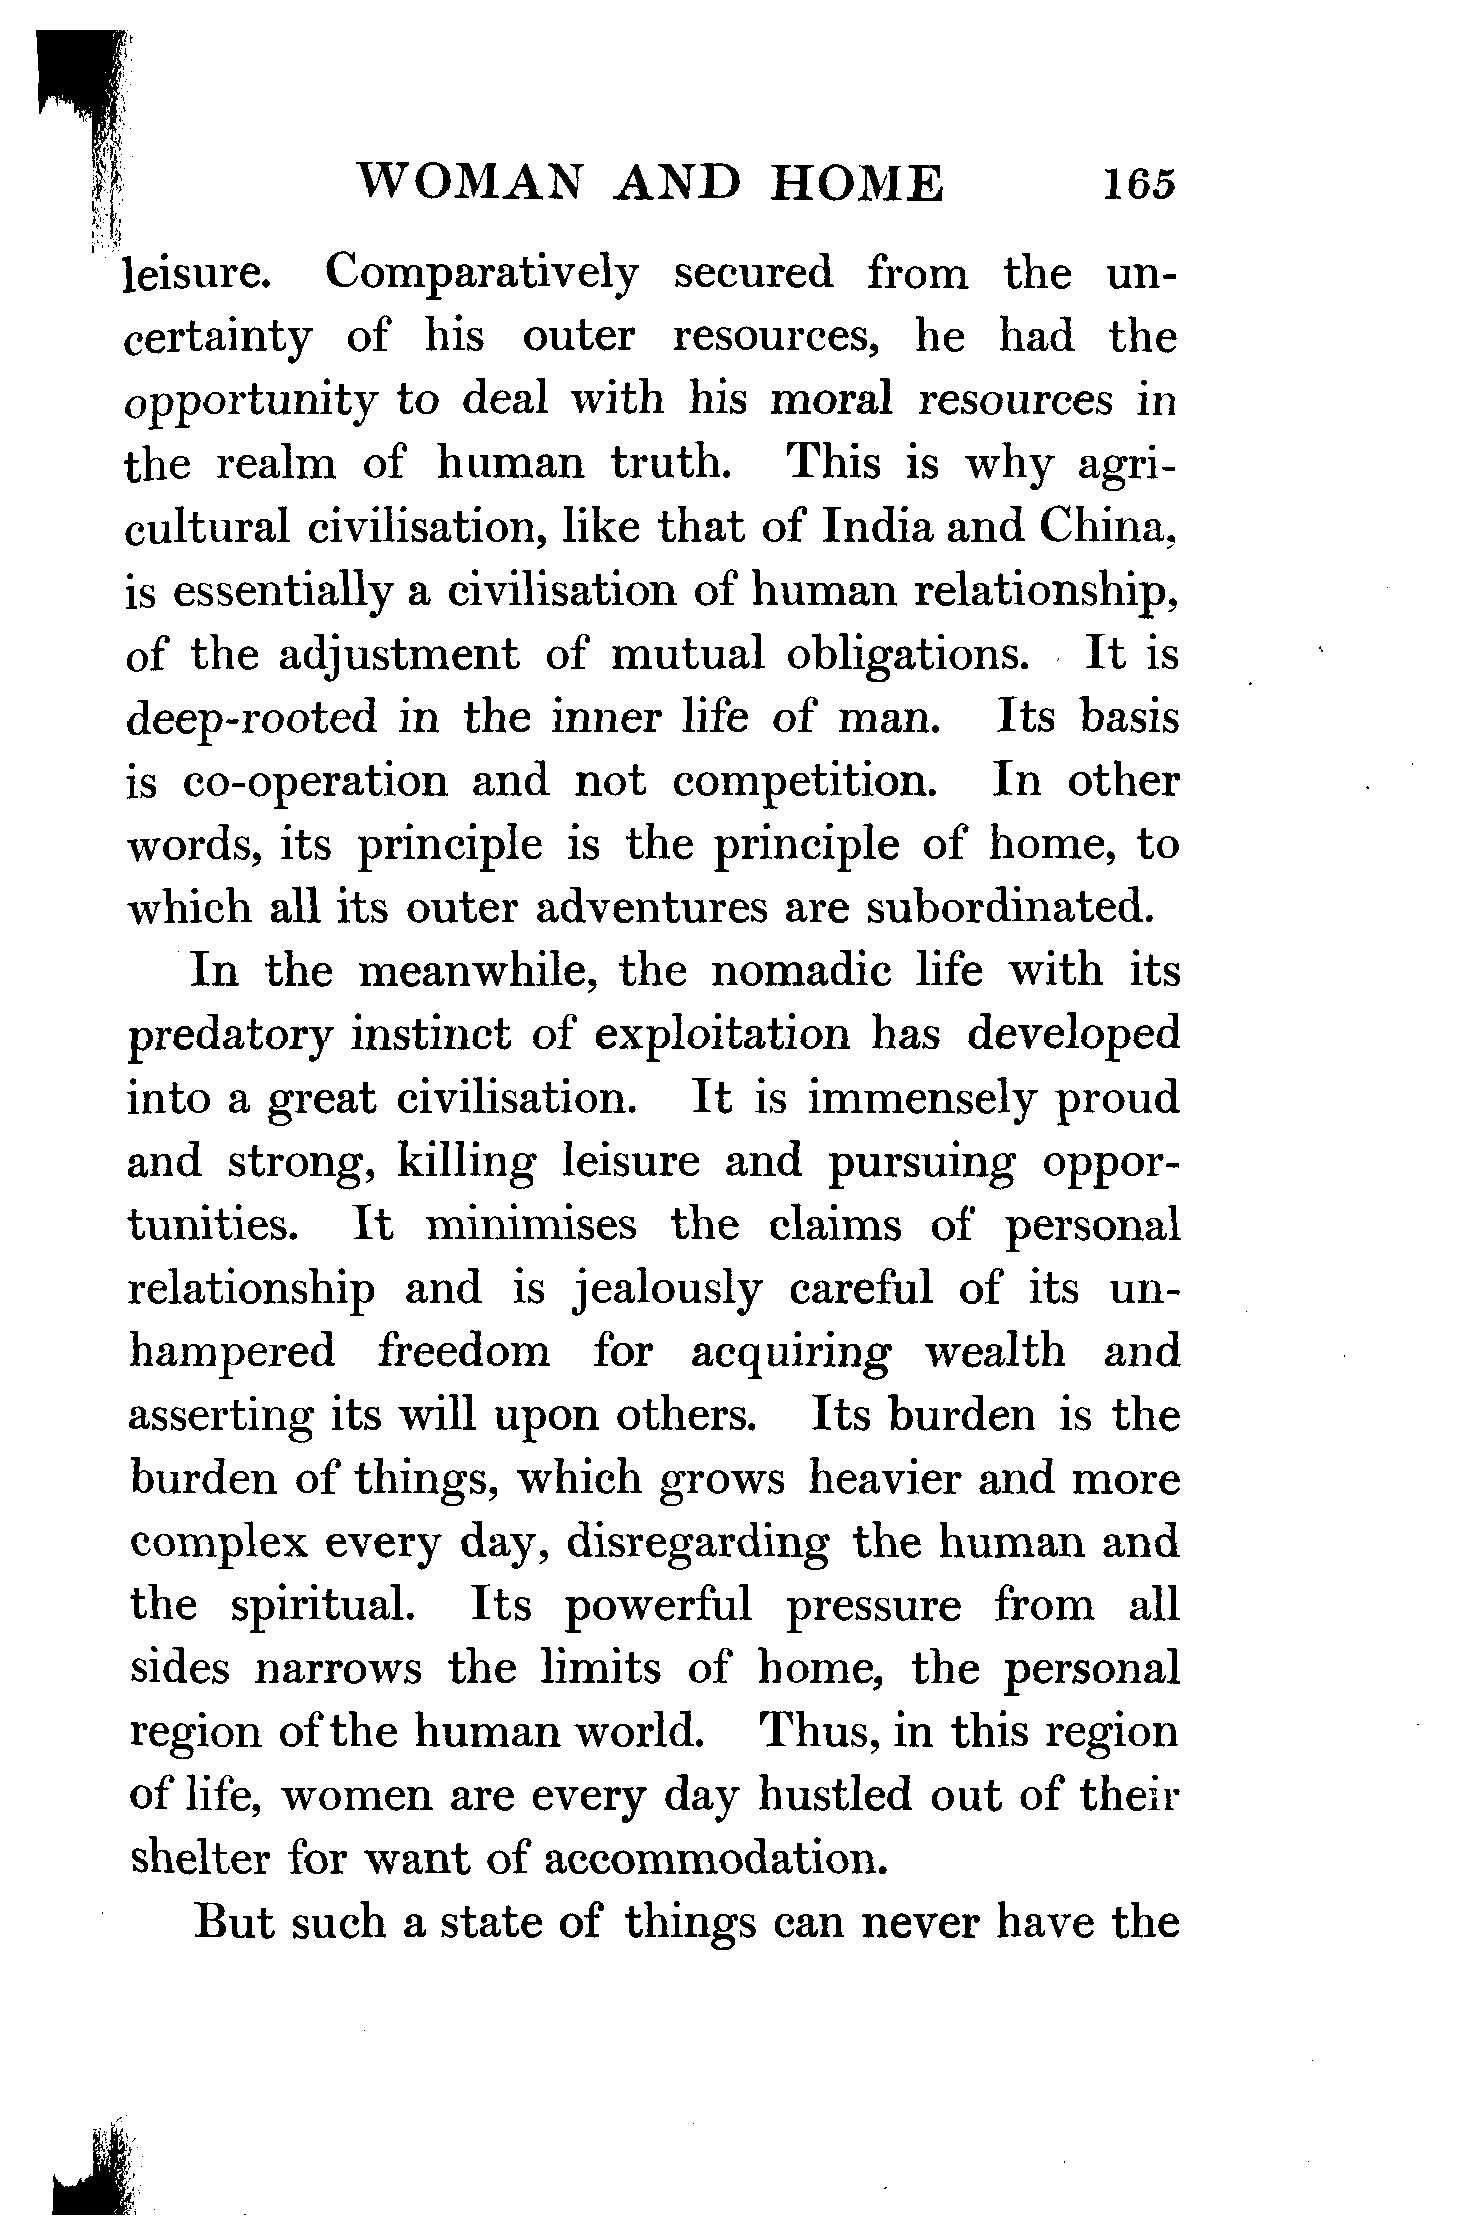 WOMAN AND HOME 165
leisure. Comparatively secured from the un-
certainty of his outer resources, he had the
opportunity to deal with his moral resources in
the realm of human truth. This is why agri-
cultural civilisation, like that of India and China,
is essentially a civilisation of human relationship,
of the adjustment of mutual obligations. It is
deep-rooted in the inner life of man. Its basis
is co-operation and not competition. In other
words, its principle is the principle of home, to
which all its outer adventures are subordinated.
In the meanwhile, the nomadic life with its
predatory instinct of exploitation has developed
into a great civilisation. It is immensely proud
and strong, killing leisure and pursuing oppor-
tunities. It minimises the claims of personal
relationship and is jealously careful of its un-
hampered freedom for acquiring wealth and
asserting its will upon others. Its burden is the
burden of things, which grows heavier and more
complex every day, disregarding the human and
the spiritual. Its powerful pressure from all
sides narrows the limits of home, the personal
region of the human world. Thus, in this region
of life, women are every day hustled out of their
shelter for want of accommodation.
But such a state of things can never have the